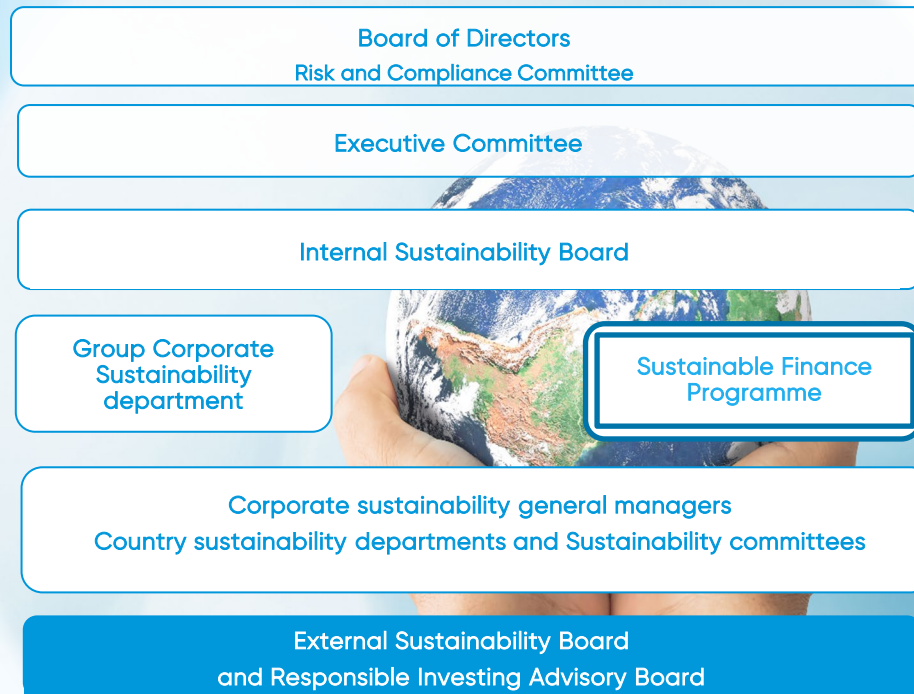 Board of Directors
Risk and Compliance Committee
Executive Committee
Internal Sustainability Board
Group Corporate
Sustainability
department
Sustainable Finance
Programme
Corporate sustainability general managers
Country sustainability departments and Sustainability committees
External Sustainability Board
and Responsible Investing Advisory Board